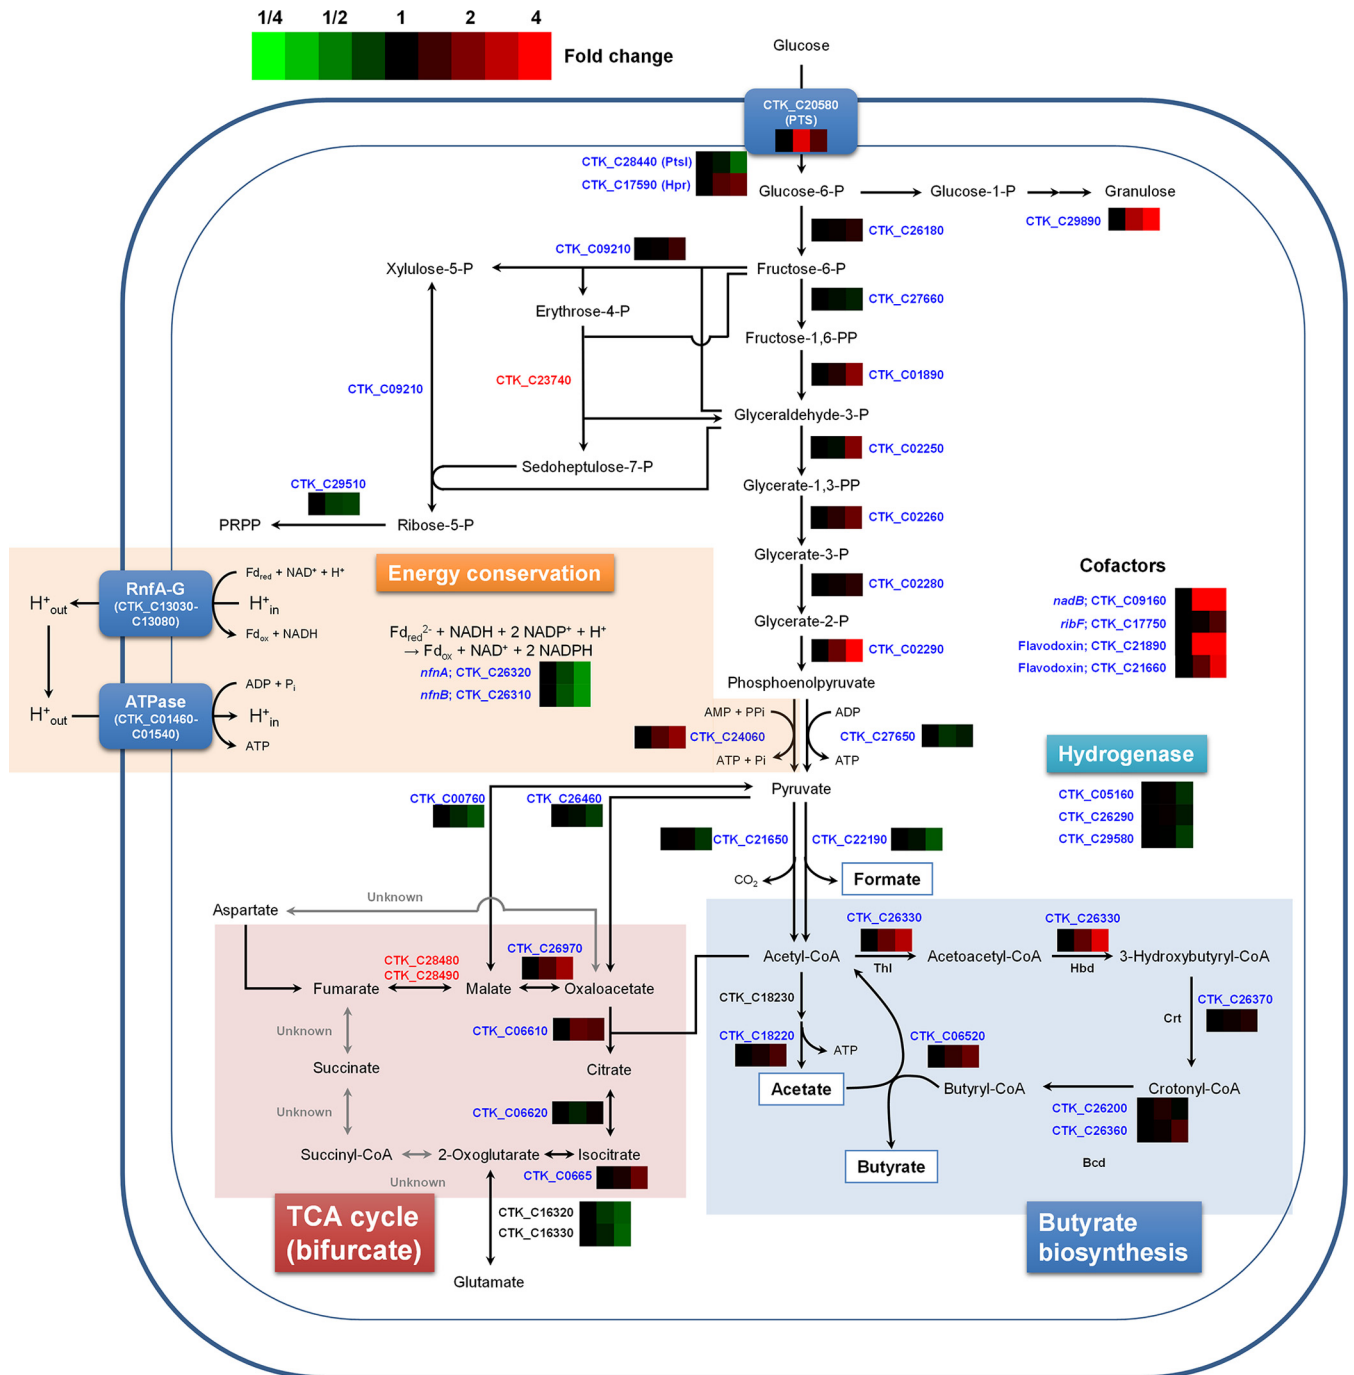 1/4 1/2 1 2 4
Fold change
Glucose
CTK_C20580
(PTS)
CTK_C28440 (PtsI)
CTK_C17590 (Hpr)
Glucose-6-P
Glucose-1-P
Granulose
CTK_C29890
CTK_C26180
CTK_C09210
Xylulose-5-P
Fructose-6-P
CTK_C27660
Erythrose-4-P
Fructose-1,6-PP
CTK_C01890
CTK_C09210
CTK_C23740
Glyceraldehyde-3-P
CTK_C02250
Sedoheptulose-7-P
CTK_C29510
Glycerate-1,3-PP
CTK_C02260
PRPP
Ribose-5-P
Glycerate-3-P
CTK_C02280
Glycerate-2-P
CTK_C02290
Phosphoenolpyruvate
Cofactors
nadB; CTK_C09160
ribF; CTK_C17750
Flavodoxin; CTK_C21890
Flavodoxin; CTK_C21660
Energy conservation
RnfA-G
(CTK_C13030-
C13080)
Fdred + NAD+ + H+
H+out
H+in
Fdox + NADH
Fdred2- + NADH + 2 NADP+ + H+
→ Fdox + NAD+ + 2 NADPH
nfnA; CTK_C26320
nfnB; CTK_C26310
ATPase
(CTK_C01460-
C01540)
ADP + Pi
H+out
H+in
ATP
AMP + PPi
ADP
CTK_C24060
CTK_C27650
ATP + Pi
ATP
Hydrogenase
CTK_C05160
CTK_C26290
CTK_C29580
Pyruvate
CTK_C00760
CTK_C26460
CTK_C21650
CTK_C22190
CO2
Formate
Unknown
Aspartate
CTK_C28480
CTK_C28490
CTK_C26970
Fumarate
Malate
Oxaloacetate
Unknown
CTK_C06610
Succinate
Citrate
Unknown
CTK_C06620
Succinyl-CoA
2-Oxoglutarate
Isocitrate
Unknown
CTK_C0665
CTK_C16320
CTK_C16330
Glutamate
TCA cycle
(bifurcate)
CTK_C26330
CTK_C26330
Acetyl-CoA
Thl
Acetoacetyl-CoA
Hbd
3-Hydroxybutyryl-CoA
CTK_C18230
CTK_C26370
Crt
CTK_C18220
ATP
CTK_C06520
Acetate
Butyryl-CoA
Crotonyl-CoA
CTK_C26200
CTK_C26360
Bcd
Butyrate
Butyrate
biosynthesis